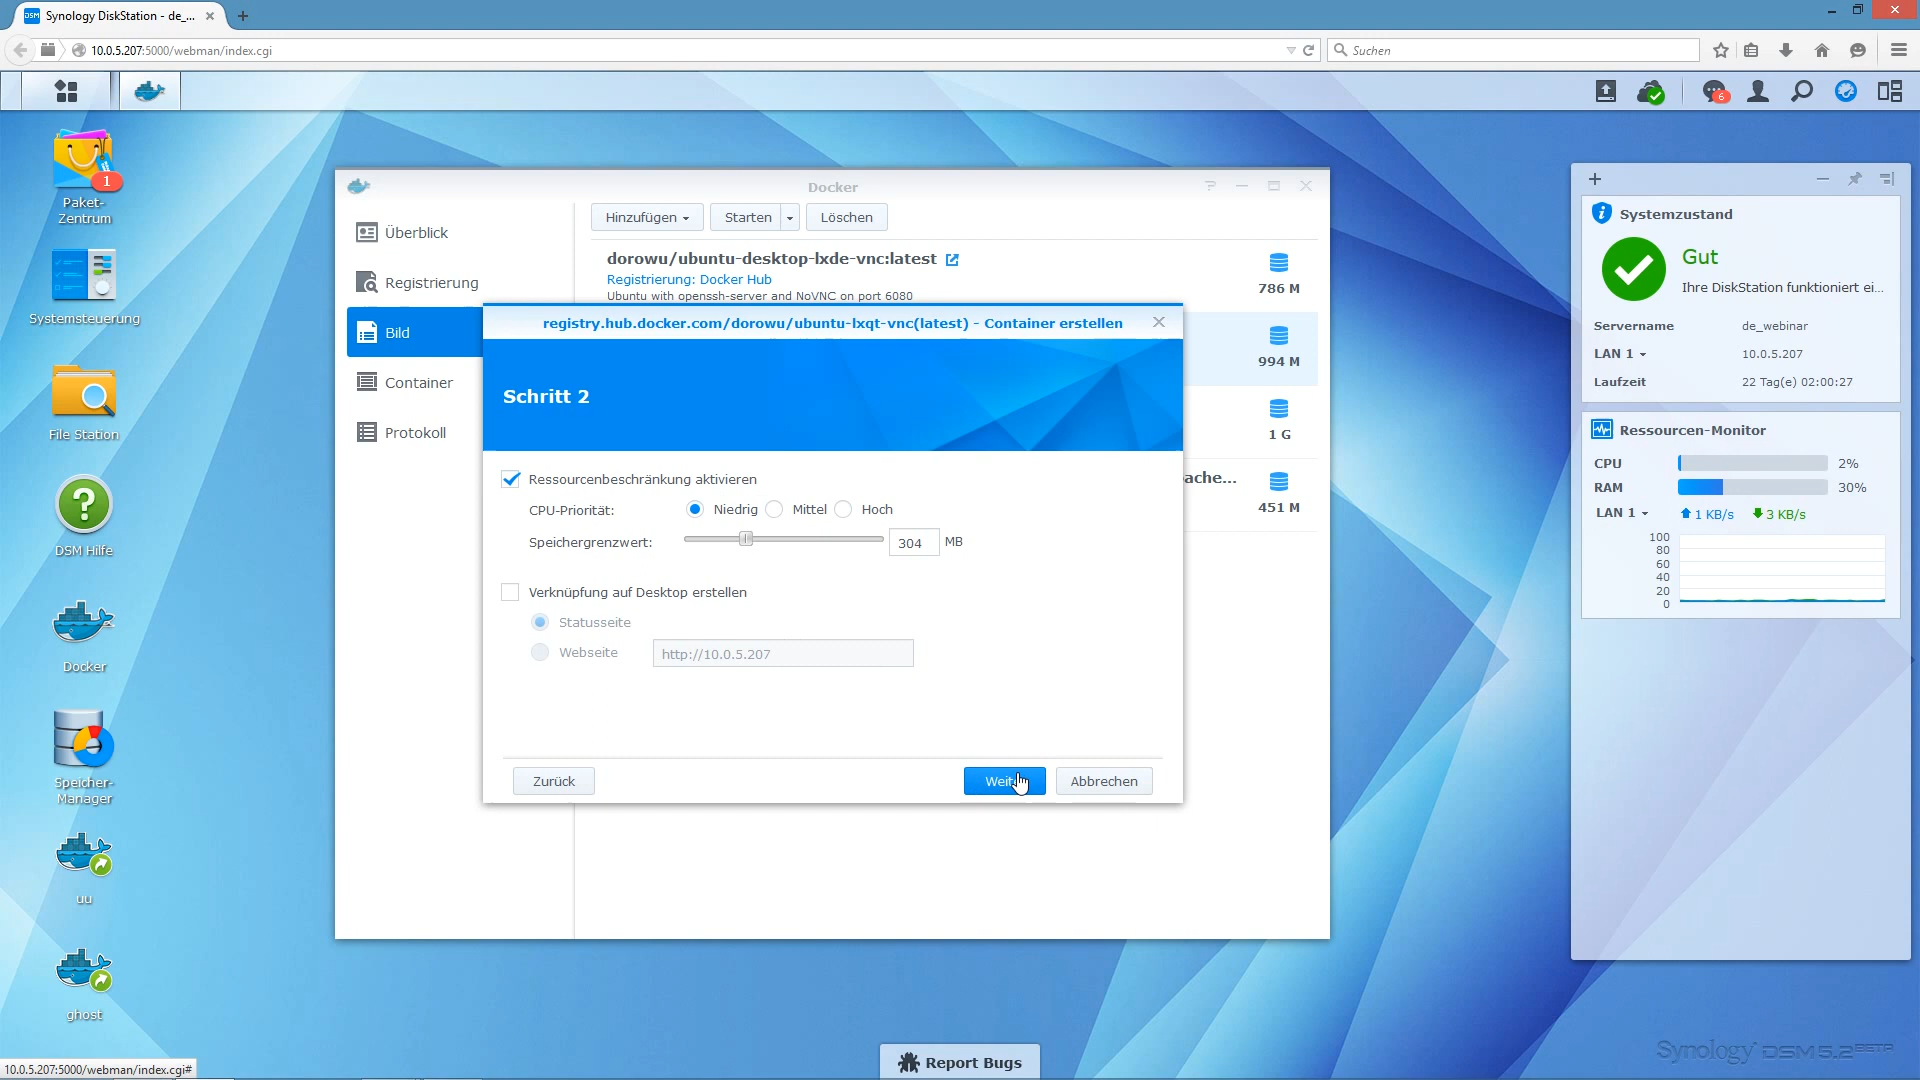 Synology DiskStation - de_...
10.0.5.207:5000/webman/index.cgi
Suchen
6
1
Paket-
Zentrum
Systemsteuerung
File Station
DSM Hilfe
Docker
Speicher-
Manager
uu
ghost
Docker
Überblick
Registrierung
Bild
Container
Protokoll
Hinzufügen
Starten
Löschen
dorowu/ubuntu-desktop-lxde-vnc:latest
Registrierung: Docker Hub
Ubuntu with openssh-server and NoVNC on port 6080
786 M
994 M
1 G
ache...
451 M
registry.hub.docker.com/dorowu/ubuntu-lxqt-vnc(latest) - Container erstellen
Schritt 2
Ressourcenbeschränkung aktivieren
CPU-Priorität: Niedrig Mittel Hoch
Speichergrenzwert: 304 MB
Verknüpfung auf Desktop erstellen
Statusseite
Webseite http://10.0.5.207
Zurück
Abbrechen
Systemzustand
Gut
Ihre DiskStation funktioniert ei...
Servername de_webinar
LAN 1 10.0.5.207
Laufzeit 22 Tag(e) 02:00:27
Ressourcen-Monitor
CPU 2%
RAM 30%
LAN 1 1 KB/s 3 KB/s
100
80
60
40
20
0
10.0.5.207:5000/webman/index.cgi#
Report Bugs
Synology DSM 5.2 BETA